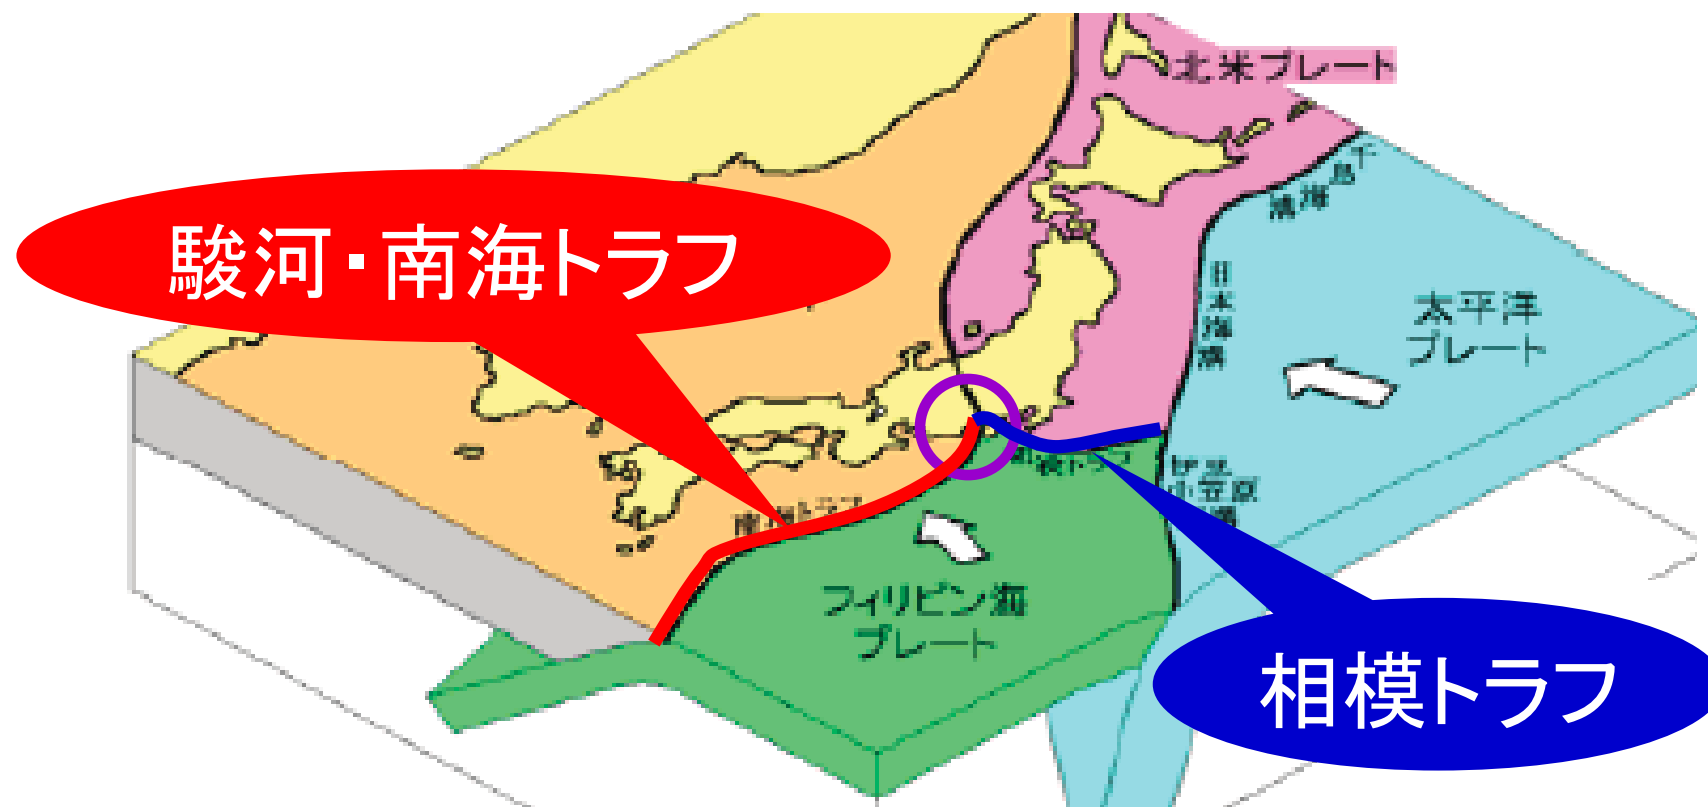 北米プレート
千島海溝
駿河・南海トラフ
日本海溝
太平洋
プレート
相模トラフ
伊豆
小笠原
海溝
南海トラフ
フィリピン海
プレート
相模トラフ